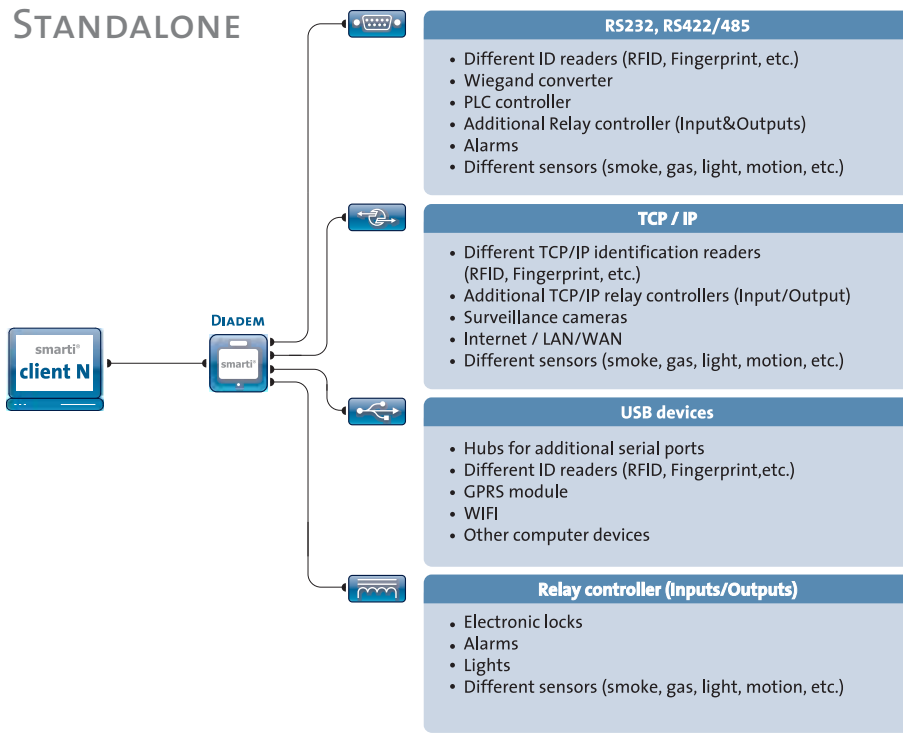 STANDALONE
RS232, RS422/485
• Different ID readers (RFID, Fingerprint, etc.)
• Wiegand converter
• PLC controller
• Additional Relay controller (Input&Outputs)
• Alarms
• Different sensors (smoke, gas, light, motion, etc.)
TCP / IP
• Different TCP/IP identification readers
(RFID, Fingerprint, etc.)
• Additional TCP/IP relay controllers (Input/Output)
• Surveillance cameras
• Internet / LAN/WAN
• Different sensors (smoke, gas, light, motion, etc.)
DIADEM
smarti®
smarti®
client N
USB devices
• Hubs for additional serial ports
• Different ID readers (RFID, Fingerprint,etc.)
• GPRS module
• WIFI
• Other computer devices
Relay controller (Inputs/Outputs)
• Electronic locks
• Alarms
• Lights
• Different sensors (smoke, gas, light, motion, etc.)